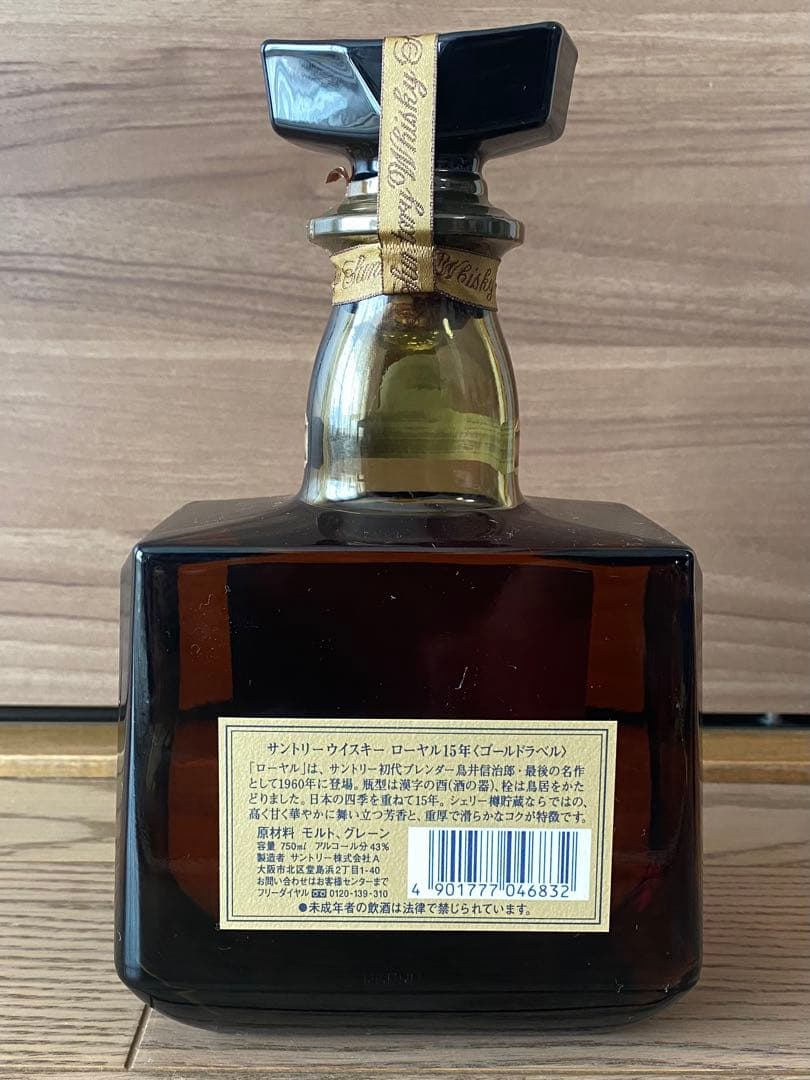 Suntory Whisky
Whisky
サントリーウイスキー ローヤル15年〈ゴールドラベル〉
「ローヤル」は、サントリー初代ブレンダー鳥井信治郎・最後の名作
として1960年に登場。瓶型は漢字の酉(酒の器)、栓は鳥居をかた
どりました。日本の四季を重ねて15年。シェリー樽貯蔵ならではの、
高く甘く華やかに舞い立つ芳香と、重厚で滑らかなコクが特徴です。
原材料 モルト、グレーン
容量 750ml アルコール分43%
製造者 サントリー株式会社A
大阪市北区堂島浜2丁目1-40
お問い合わせはお客様センターまで
フリーダイヤル 0120-139-310
4 901777 046832
●未成年者の飲酒は法律で禁じられています。